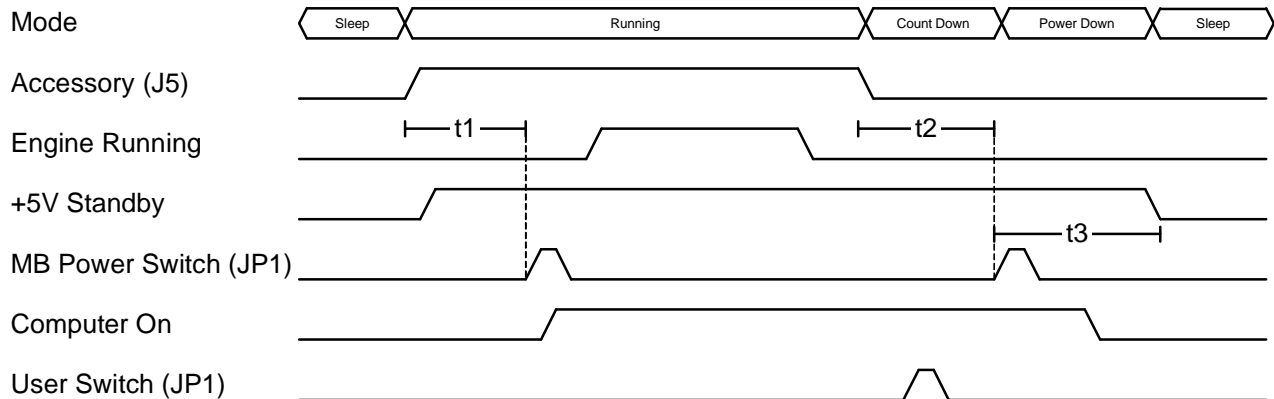 Mode Sleep Running Count Down Power Down Sleep
Accessory (J5)
t1 t2
Engine Running
+5V Standby
t3
MB Power Switch (JP1)
Computer On
User Switch (JP1)